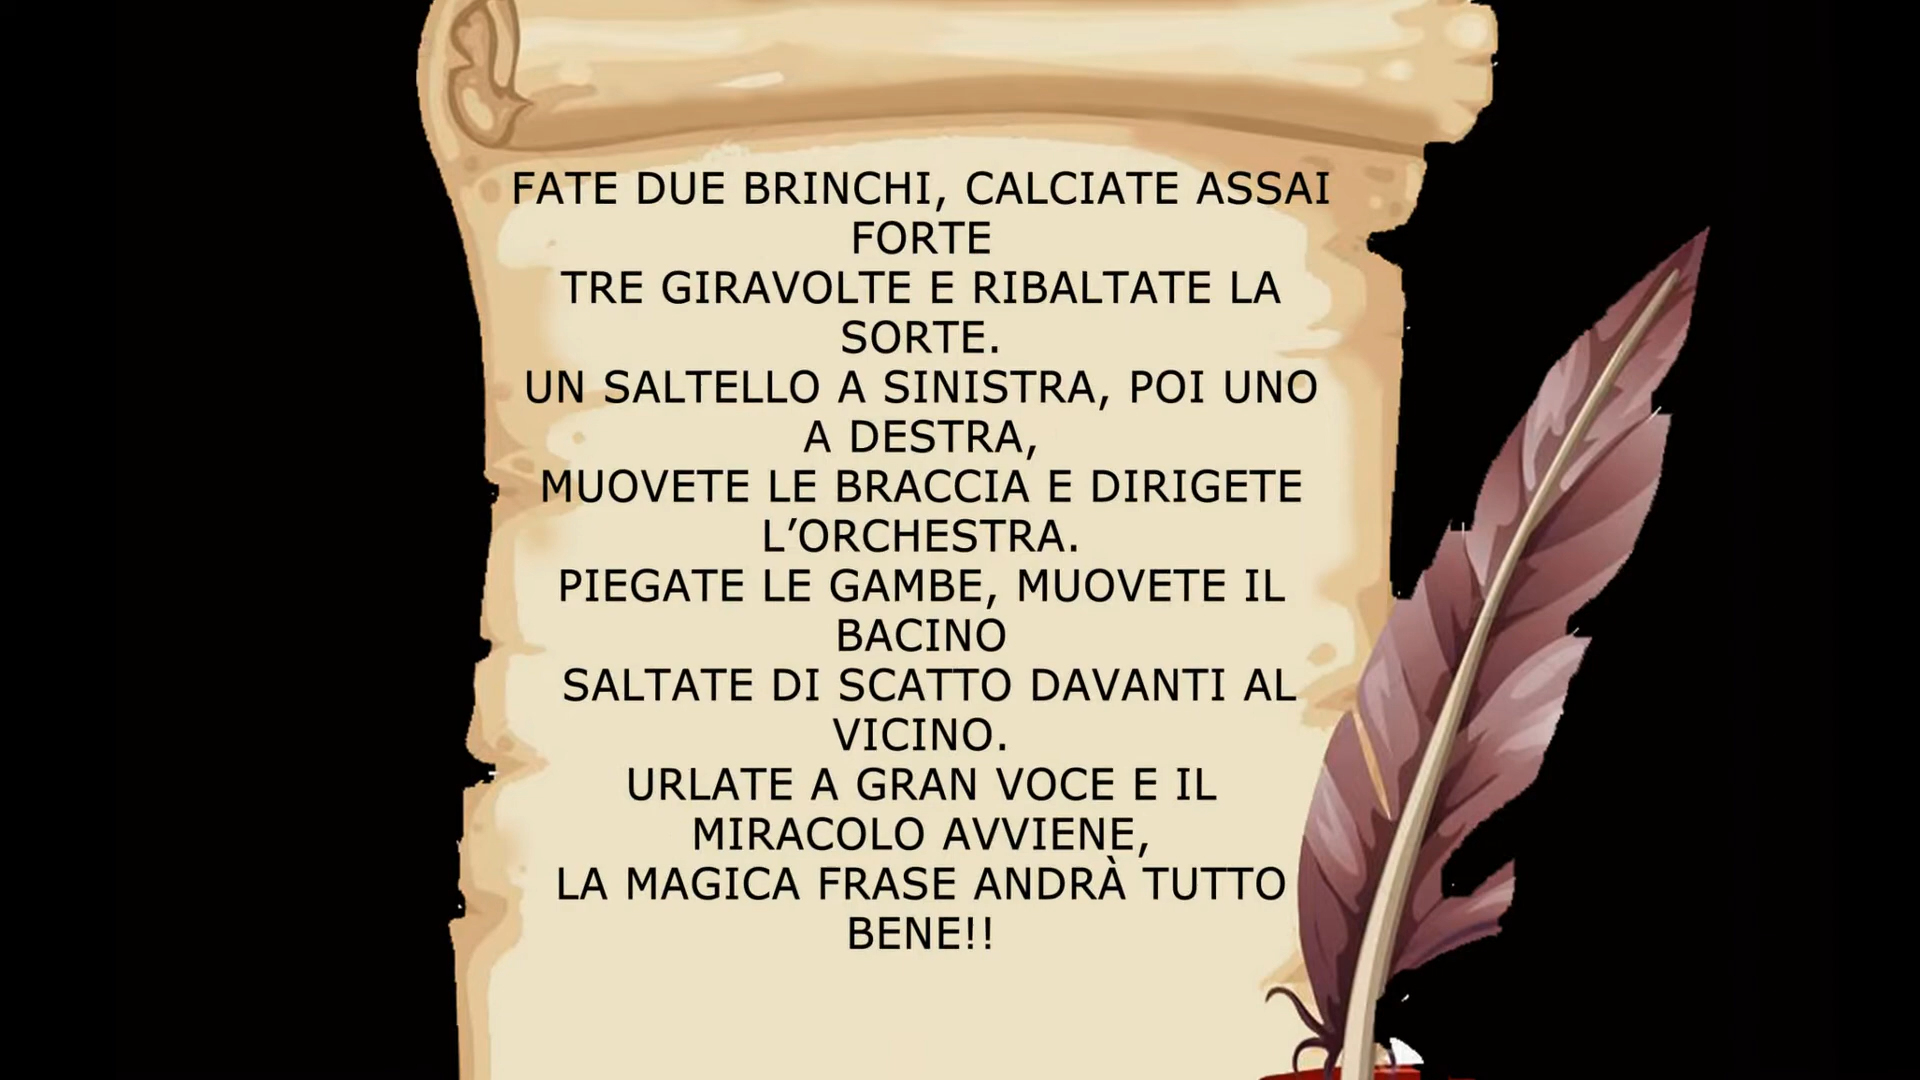 FATE DUE BRINCHI, CALCIATE ASSAI
FORTE
TRE GIRAVOLTE E RIBALTATE LA
SORTE.
UN SALTELLO A SINISTRA, POI UNO
A DESTRA,
MUOVETE LE BRACCIA E DIRIGETE
L’ORCHESTRA.
PIEGATE LE GAMBE, MUOVETE IL
BACINO
SALTATE DI SCATTO DAVANTI AL
VICINO.
URLATE A GRAN VOCE E IL
MIRACOLO AVVIENE,
LA MAGICA FRASE ANDRÀ TUTTO
BENE!!